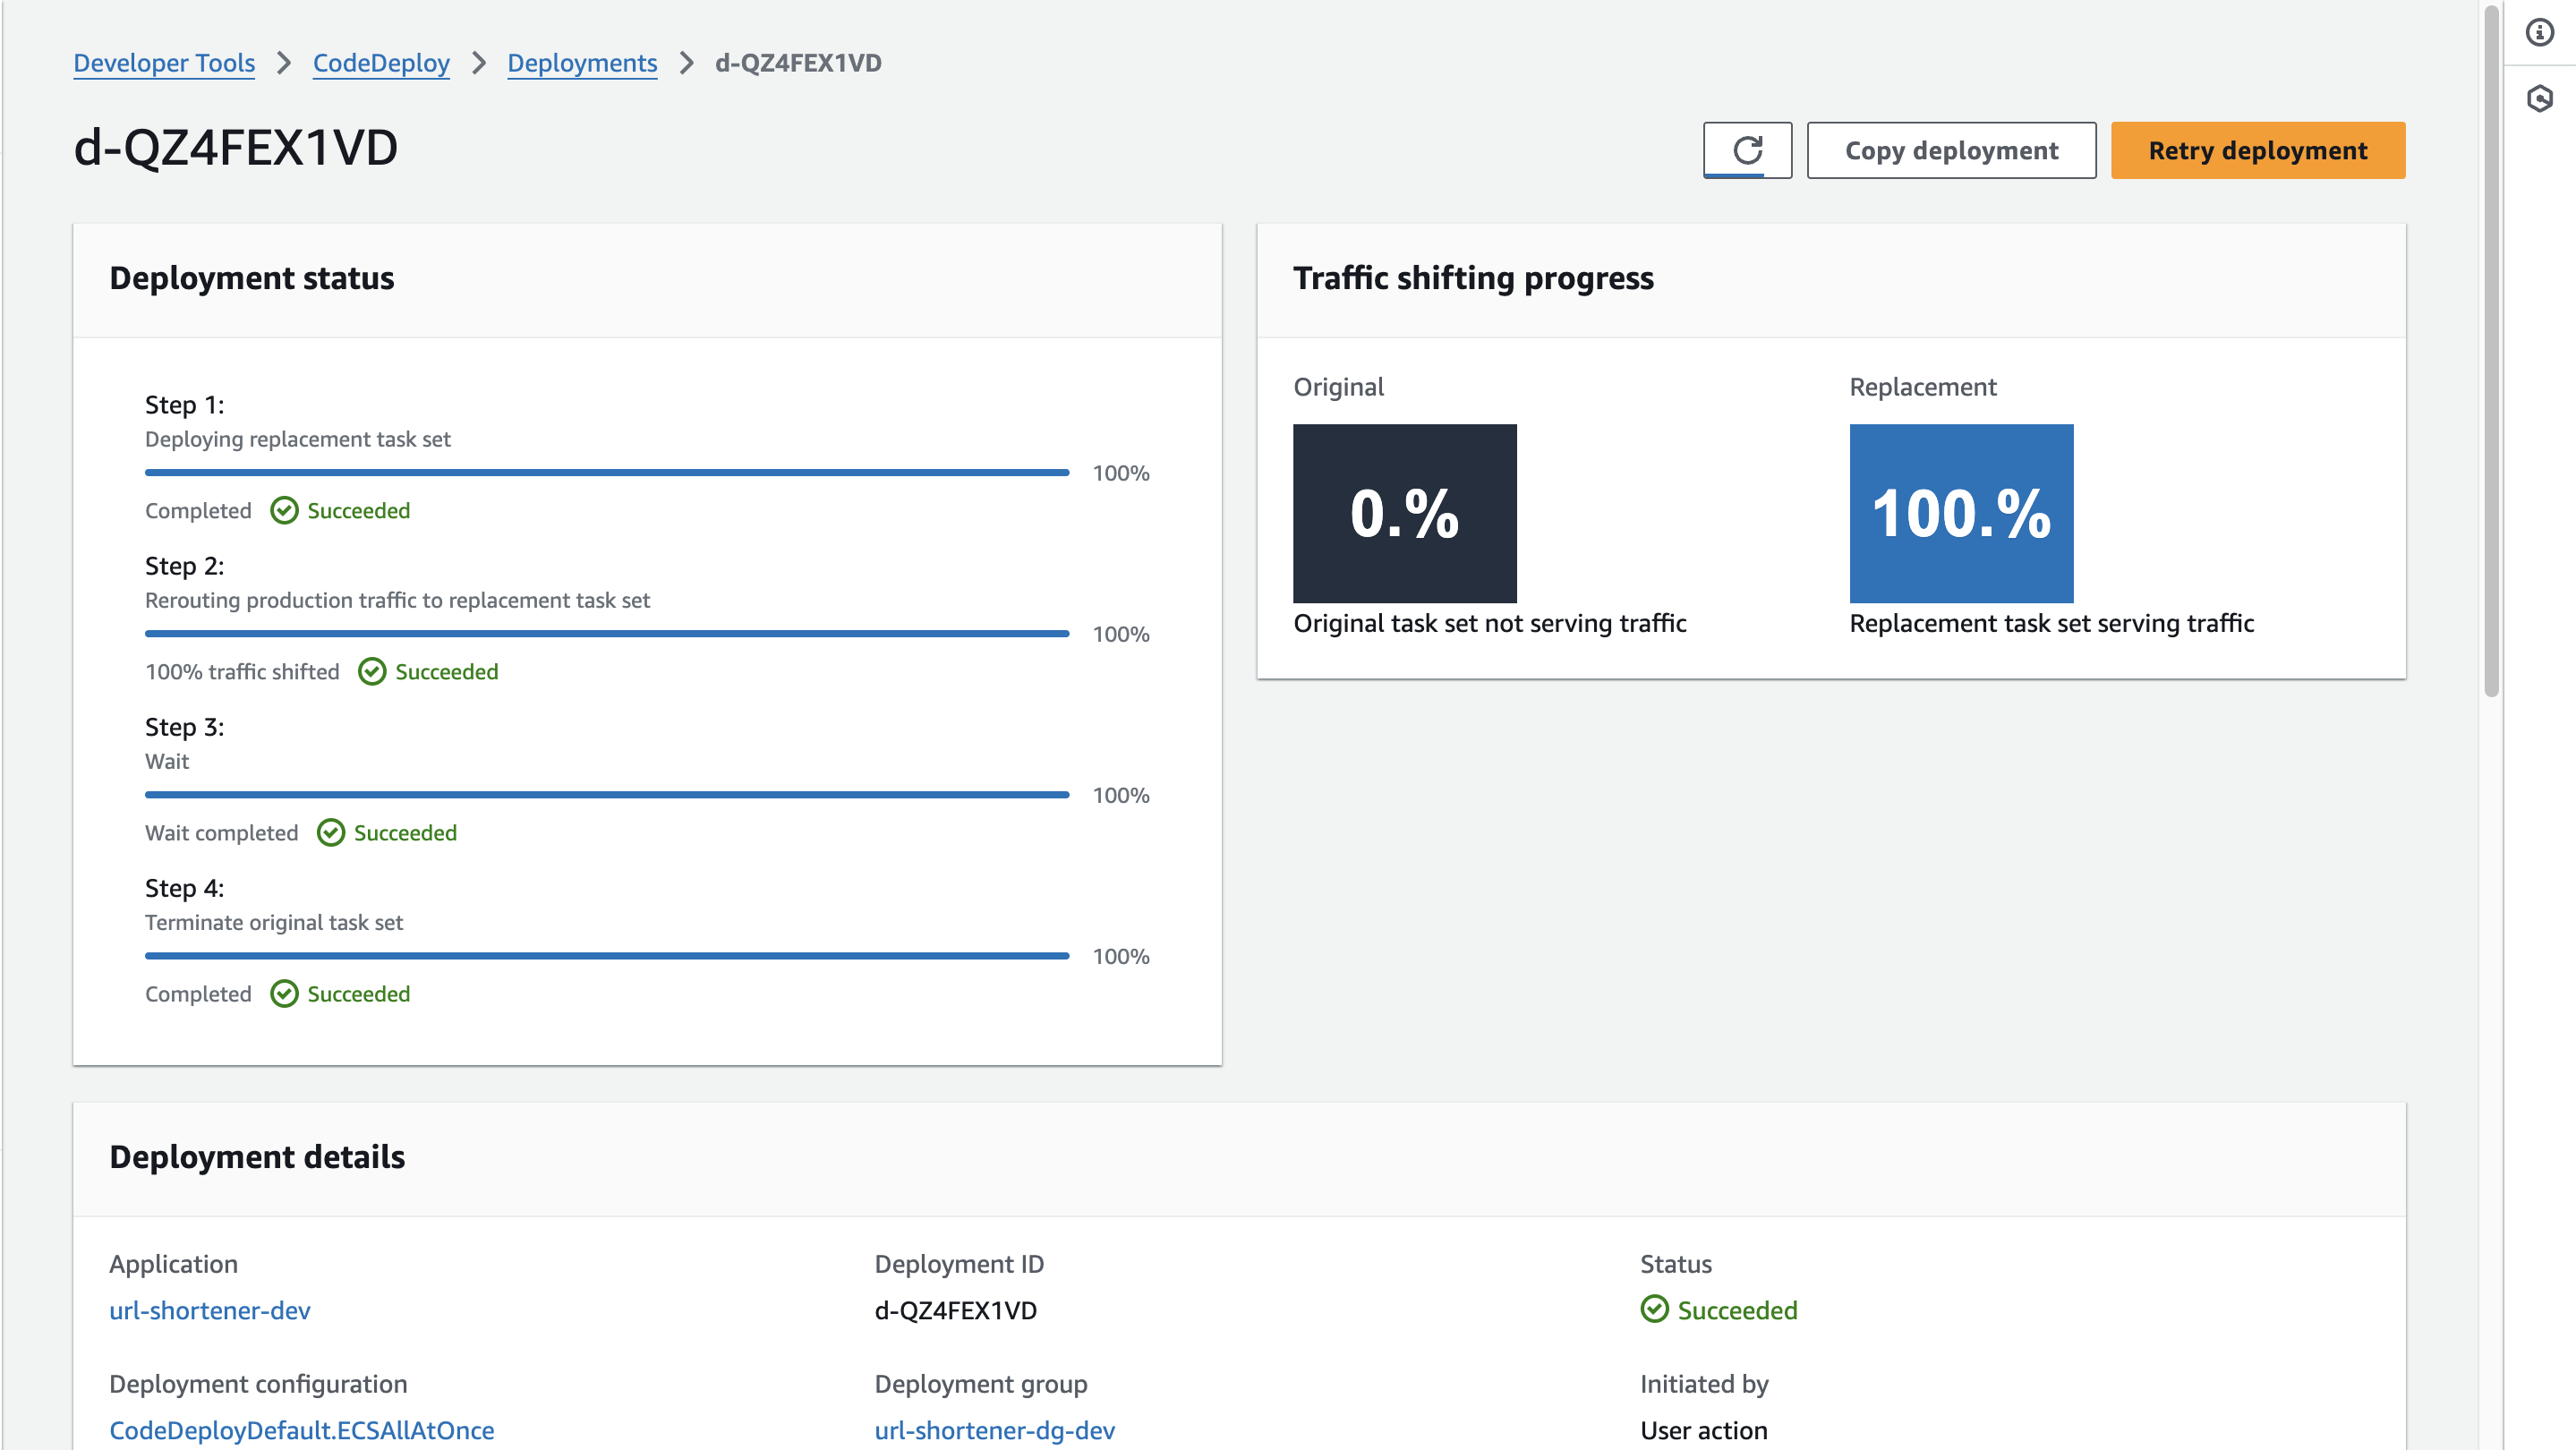 Developer Tools > CodeDeploy > Deployments > d-QZ4FEX1VD
d-QZ4FEX1VD
Copy deployment
Retry deployment
Deployment status
Step 1:
Deploying replacement task set
100%
Completed Succeeded
Step 2:
Rerouting production traffic to replacement task set
100%
100% traffic shifted Succeeded
Step 3:
Wait
100%
Wait completed Succeeded
Step 4:
Terminate original task set
100%
Completed Succeeded
Traffic shifting progress
Original
0.%
Original task set not serving traffic
Replacement
100.%
Replacement task set serving traffic
Deployment details
Application
url-shortener-dev
Deployment ID
d-QZ4FEX1VD
Status
Succeeded
Deployment configuration
CodeDeployDefault.ECSAllAtOnce
Deployment group
url-shortener-dg-dev
Initiated by
User action